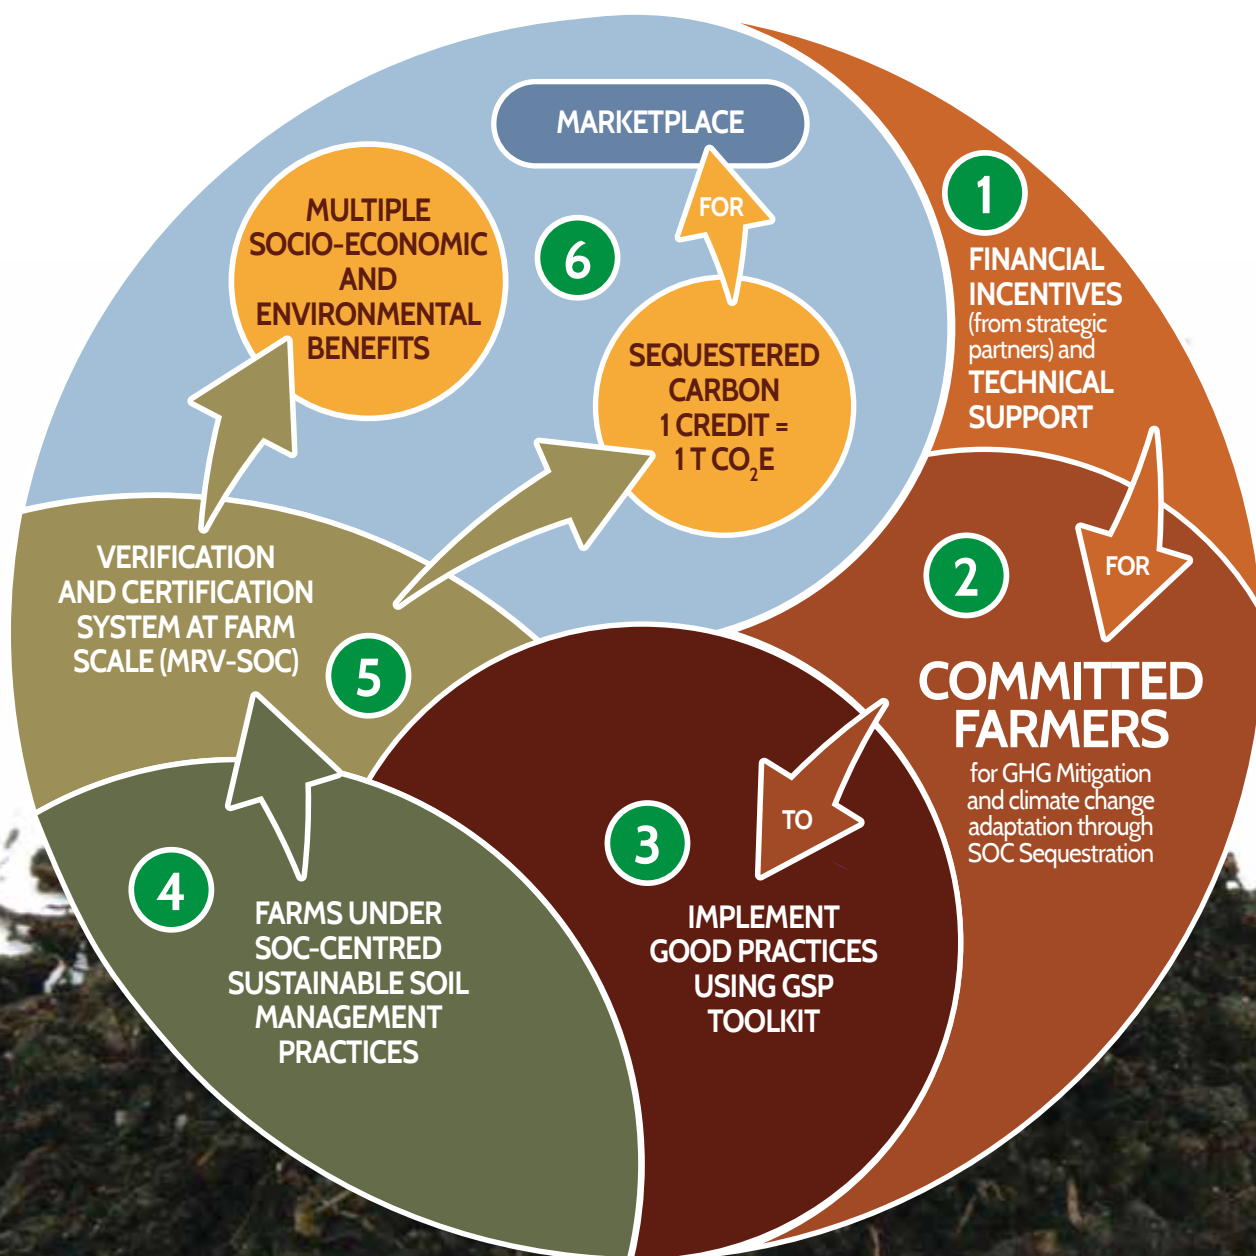 1
FINANCIAL
INCENTIVES
(from strategic
partners) and
TECHNICAL
SUPPORT
FOR
2
COMMITTED
FARMERS
for GHG Mitigation
and climate change
adaptation through
SOC Sequestration
TO
3
IMPLEMENT
GOOD PRACTICES
USING GSP
TOOLKIT
4
FARMS UNDER
SOC-CENTRED
SUSTAINABLE SOIL
MANAGEMENT
PRACTICES
5
VERIFICATION
AND CERTIFICATION
SYSTEM AT FARM
SCALE (MRV-SOC)
6
MULTIPLE
SOCIO-ECONOMIC
AND
ENVIRONMENTAL
BENEFITS
SEQUESTERED
CARBON
1 CREDIT =
1 T CO₂E
FOR
MARKETPLACE